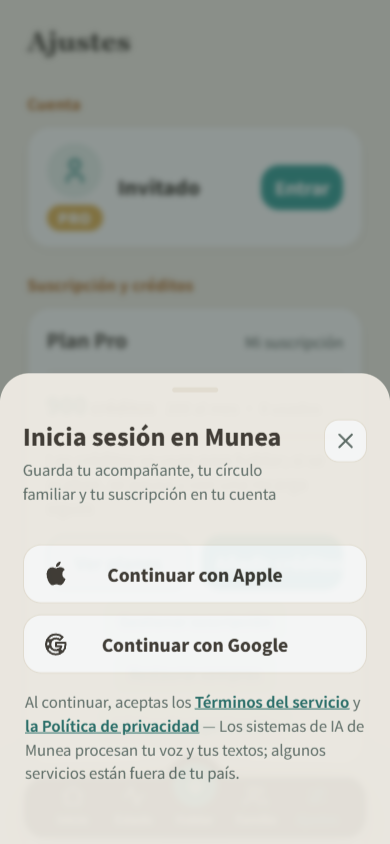 Ajustes
Cuenta
Invitado
Entrar
PRO
Suscripción y créditos
Plan Pro
Mi suscripción
Inicia sesión en Munea
Guarda tu acompañante, tu círculo
familiar y tu suscripción en tu cuenta
Continuar con Apple
Continuar con Google
Al continuar, aceptas los Términos del servicio y
la Política de privacidad — Los sistemas de IA de
Munea procesan tu voz y tus textos; algunos
servicios están fuera de tu país.